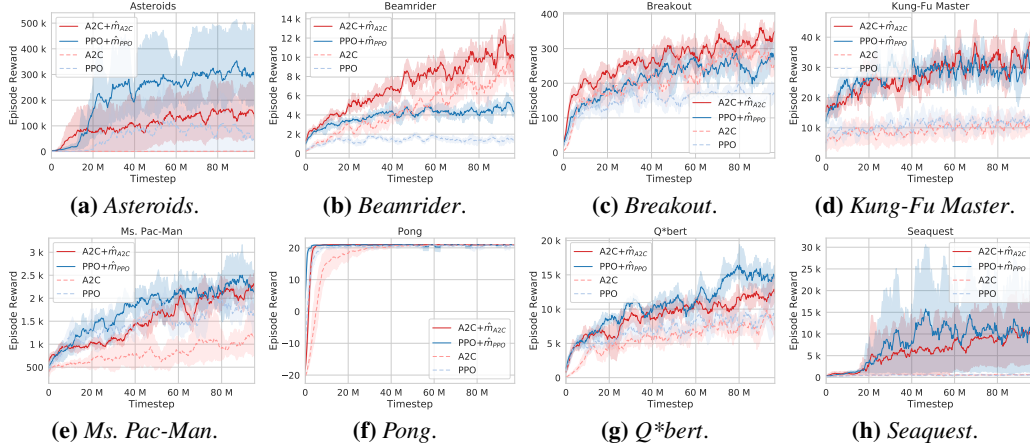 Asteroids
500 k
400 k
300 k
200 k
100 k
0
Episode Reward
20 M 40 M 60 M 80 M
Timestep
A2C+m̂A2C
PPO+m̂PPO
A2C
PPO
(a) Asteroids.
Beamrider
14 k
12 k
10 k
8 k
6 k
4 k
2 k
0
Episode Reward
20 M 40 M 60 M 80 M
Timestep
A2C+m̂A2C
PPO+m̂PPO
A2C
PPO
(b) Beamrider.
Breakout
400
300
200
100
0
Episode Reward
20 M 40 M 60 M 80 M
Timestep
A2C+m̂A2C
PPO+m̂PPO
A2C
PPO
(c) Breakout.
Kung-Fu Master
40 k
30 k
20 k
10 k
0
Episode Reward
20 M 40 M 60 M 80 M
Timestep
A2C+m̂A2C
PPO+m̂PPO
A2C
PPO
(d) Kung-Fu Master.
Ms. Pac-Man
3 k
2.5 k
2 k
1.5 k
1 k
500
Episode Reward
0 20 M 40 M 60 M 80 M
Timestep
A2C+m̂A2C
PPO+m̂PPO
A2C
PPO
(e) Ms. Pac-Man.
Pong
20
10
0
−10
−20
Episode Reward
0 20 M 40 M 60 M 80 M
Timestep
A2C+m̂A2C
PPO+m̂PPO
A2C
PPO
(f) Pong.
Q*bert
20 k
15 k
10 k
5 k
0
Episode Reward
0 20 M 40 M 60 M 80 M
Timestep
A2C+m̂A2C
PPO+m̂PPO
A2C
PPO
(g) Q*bert.
Seaquest
30 k
25 k
20 k
15 k
10 k
5 k
0
Episode Reward
0 20 M 40 M 60 M 80 M
Timestep
A2C+m̂A2C
PPO+m̂PPO
A2C
PPO
(h) Seaquest.